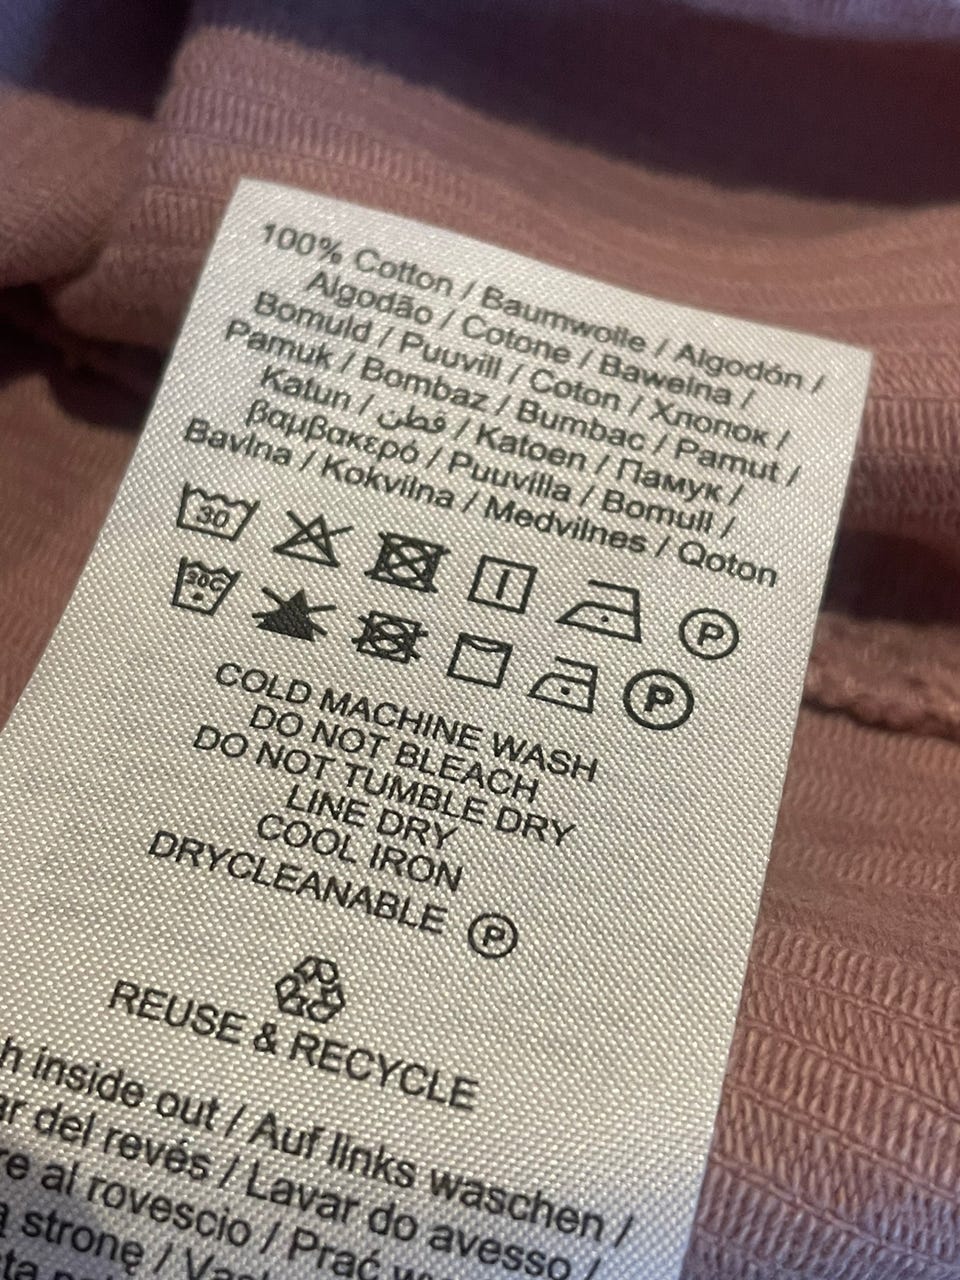 100% Cotton / Baumwolle / Algodón /
Algodão / Cotone / Bawełna /
Bomuld / Puuvill / Coton / Хлопок /
Pamuk / Bombaz / Bumbac / Pamut /
Katun / قطن / Katoen / Памук /
βαμβακερό / Puuvilla / Bomull /
Bavlna / Kokvilna / Medvilnes / Qoton
30 P
30C P
COLD MACHINE WASH
DO NOT BLEACH
DO NOT TUMBLE DRY
LINE DRY
COOL IRON
DRYCLEANABLE P
REUSE & RECYCLE
inside out / Auf links waschen /
del revés / Lavar do avesso /
al rovescio / Prać
stronę /